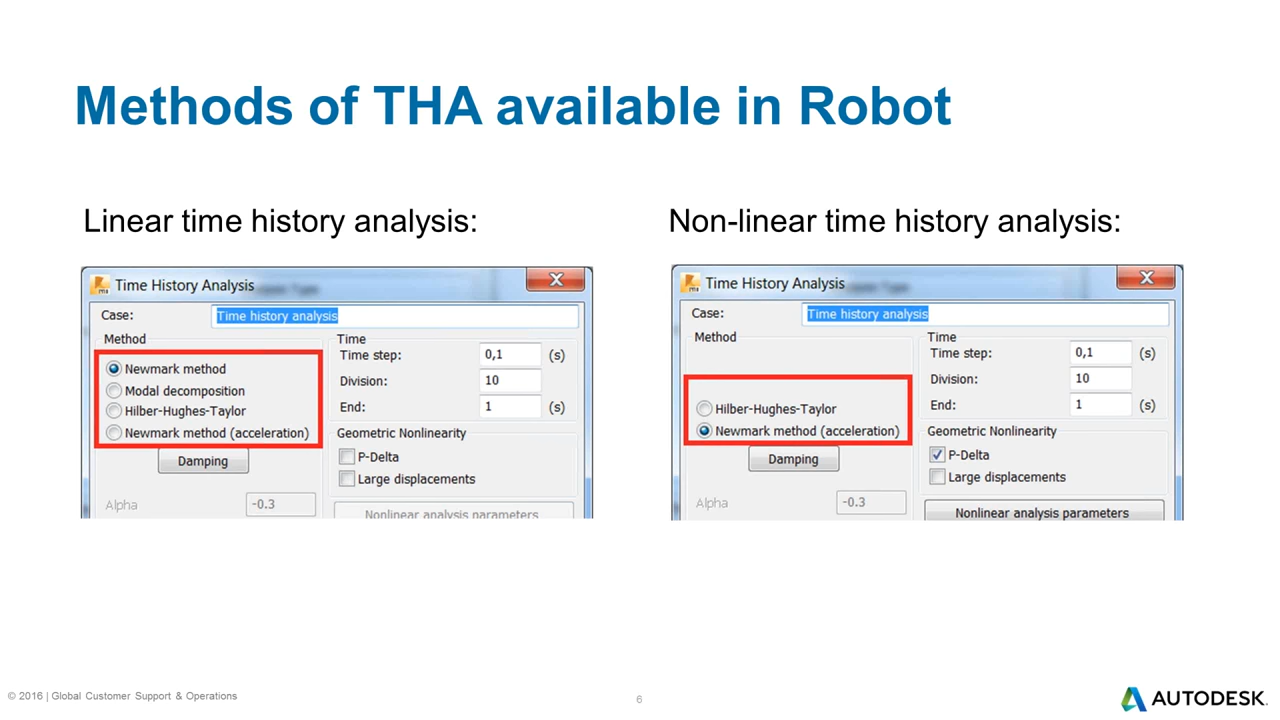 Methods of THA available in Robot
Linear time history analysis:
Time History Analysis
Case:
Time history analysis
Method
Newmark method
Modal decomposition
Hilber-Hughes-Taylor
Newmark method (acceleration)
Damping
Alpha
-0.3
Time
Time step:
0,1
(s)
Division:
10
End:
1
(s)
Geometric Nonlinearity
P-Delta
Large displacements
Nonlinear analysis parameters
Non-linear time history analysis:
Time History Analysis
Case:
Time history analysis
Method
Hilber-Hughes-Taylor
Newmark method (acceleration)
Damping
Alpha
-0.3
Time
Time step:
0,1
(s)
Division:
10
End:
1
(s)
Geometric Nonlinearity
P-Delta
Large displacements
Nonlinear analysis parameters
© 2016 | Global Customer Support & Operations
6
AUTODESK.